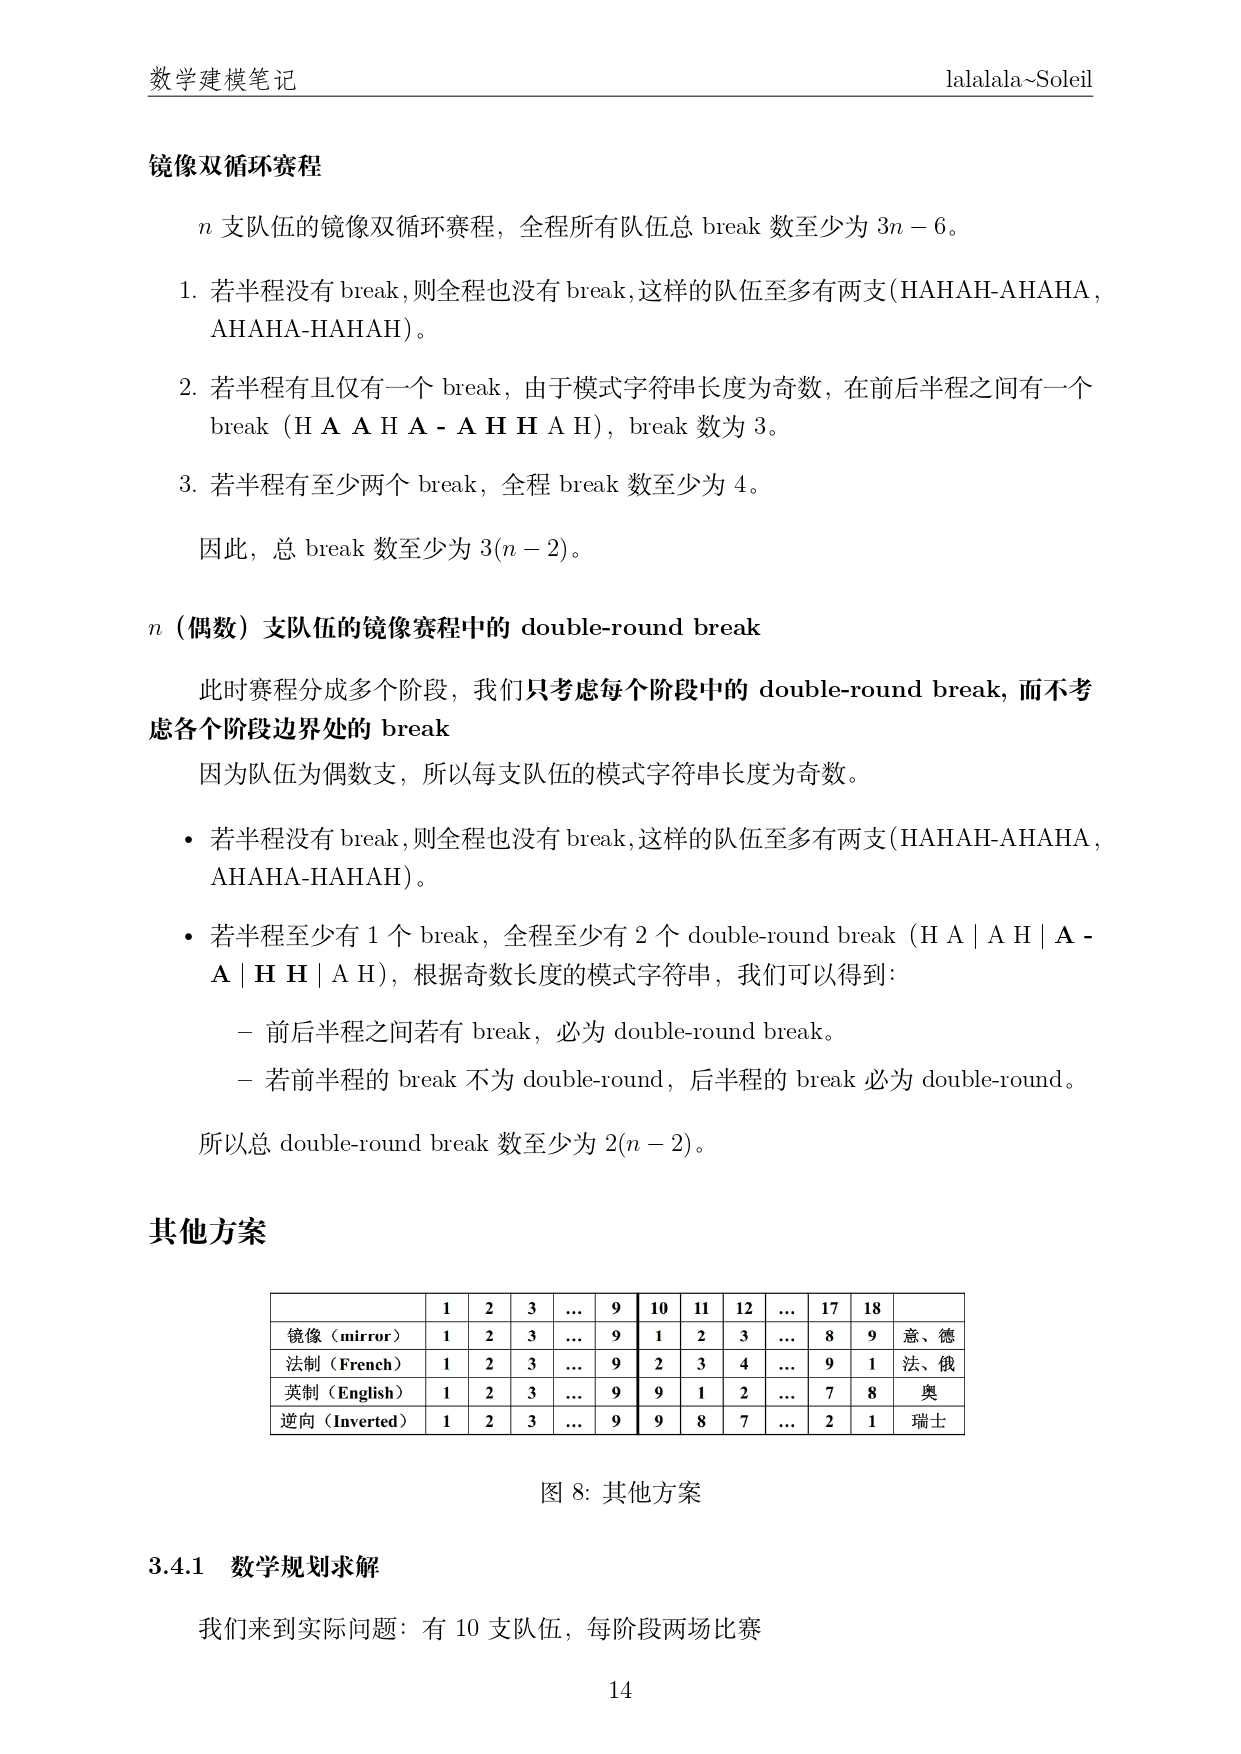 数学建模笔记 lalalala~Soleil
镜像双循环赛程
n 支队伍的镜像双循环赛程，全程所有队伍总 break 数至少为 3n − 6。
1. 若半程没有 break，则全程也没有 break，这样的队伍至多有两支（HAHAH-AHAHA，
AHAHA-HAHAH）。
2. 若半程有且仅有一个 break，由于模式字符串长度为奇数，在前后半程之间有一个
break（H A A H A - A H H A H），break 数为 3。
3. 若半程有至少两个 break，全程 break 数至少为 4。
因此，总 break 数至少为 3(n − 2)。
n（偶数）支队伍的镜像赛程中的 double-round break
此时赛程分成多个阶段，我们只考虑每个阶段中的 double-round break, 而不考
虑各个阶段边界处的 break
因为队伍为偶数支，所以每支队伍的模式字符串长度为奇数。
• 若半程没有 break，则全程也没有 break，这样的队伍至多有两支（HAHAH-AHAHA，
AHAHA-HAHAH）。
• 若半程至少有 1 个 break，全程至少有 2 个 double-round break（H A | A H | A -
A | H H | A H），根据奇数长度的模式字符串，我们可以得到：
– 前后半程之间若有 break，必为 double-round break。
– 若前半程的 break 不为 double-round，后半程的 break 必为 double-round。
所以总 double-round break 数至少为 2(n − 2)。
其他方案
1 2 3 … 9 10 11 12 … 17 18
镜像（mirror） 1 2 3 … 9 1 2 3 … 8 9 意、德
法制（French） 1 2 3 … 9 2 3 4 … 9 1 法、俄
英制（English） 1 2 3 … 9 9 1 2 … 7 8 奥
逆向（Inverted） 1 2 3 … 9 9 8 7 … 2 1 瑞士
图 8: 其他方案
3.4.1 数学规划求解
我们来到实际问题：有 10 支队伍，每阶段两场比赛
14